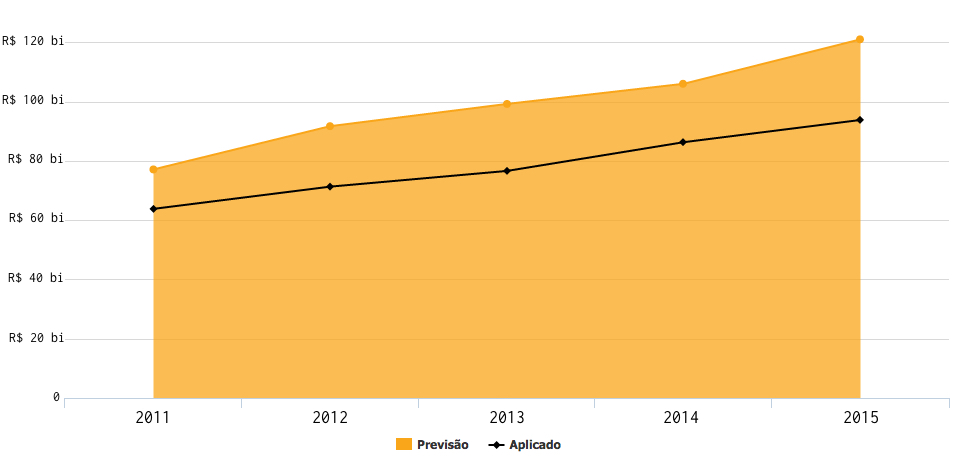 R$ 120 bi
R$ 100 bi
R$ 80 bi
R$ 60 bi
R$ 40 bi
R$ 20 bi
0
2011 2012 2013 2014 2015
Previsão Aplicado